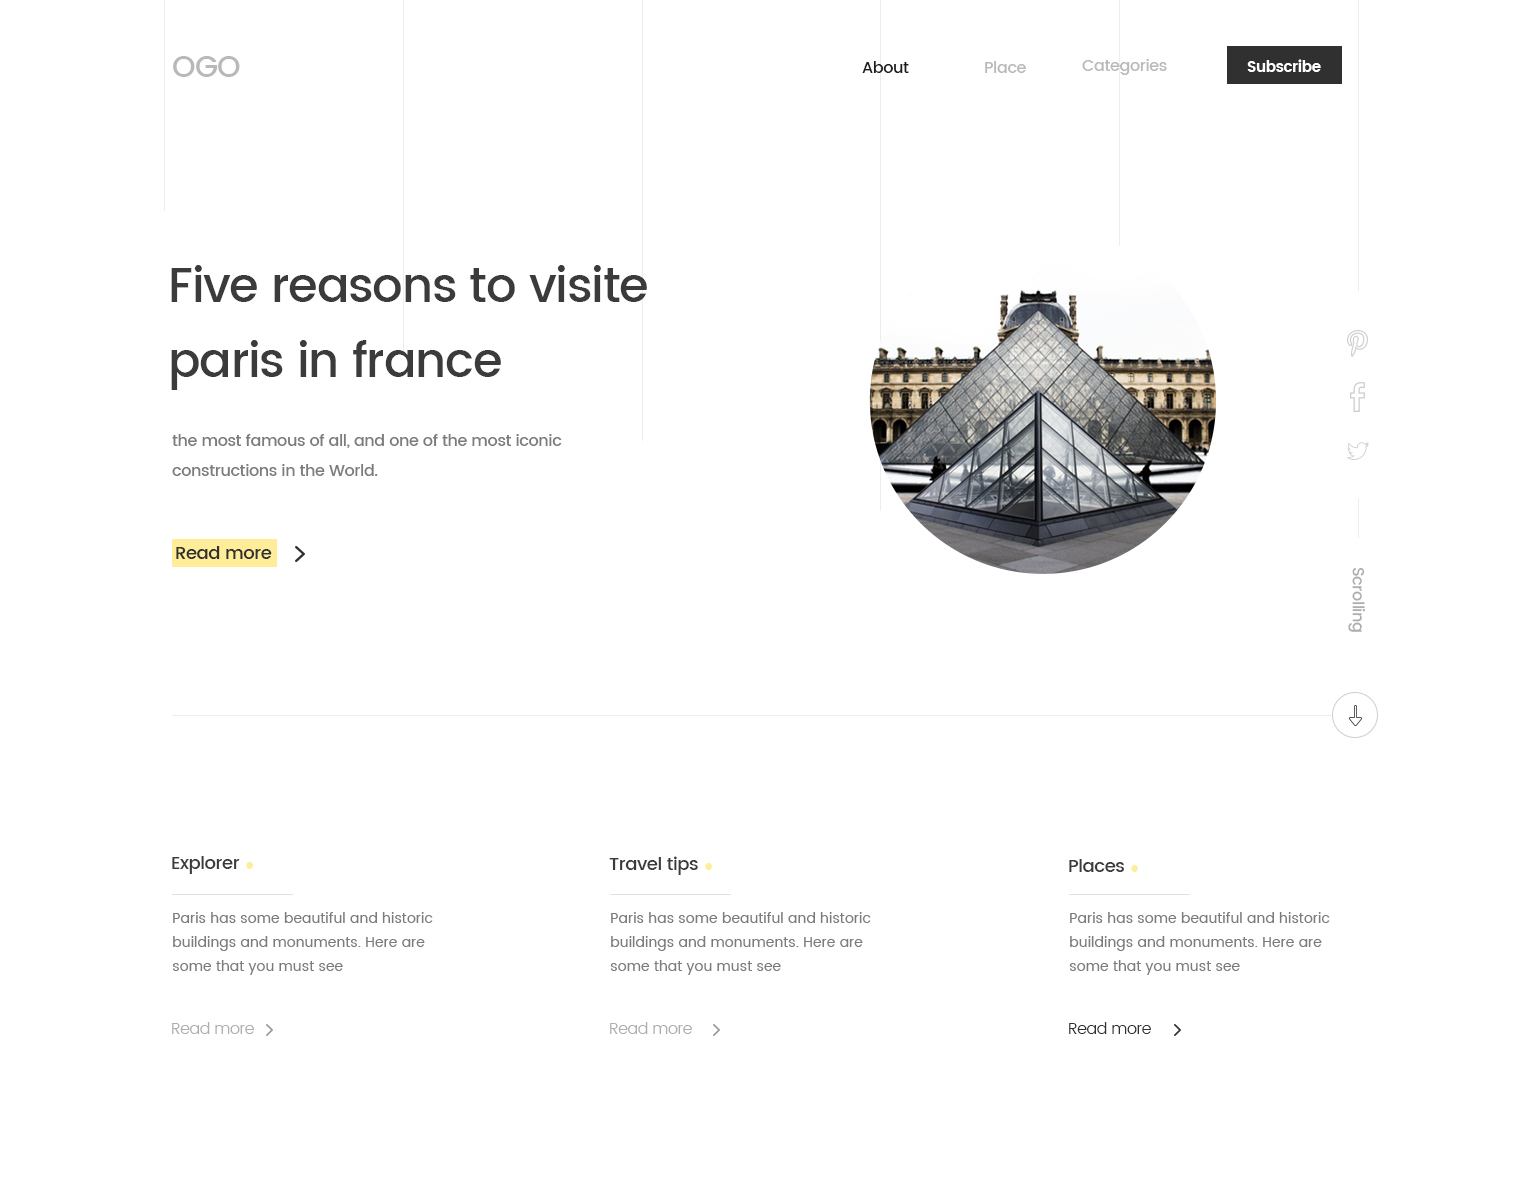 OGO
About
Place
Categories
Subscribe
Five reasons to visite
paris in france
the most famous of all, and one of the most iconic
constructions in the World.
Read more
Scrolling
Explorer
Paris has some beautiful and historic
buildings and monuments. Here are
some that you must see
Read more
Travel tips
Paris has some beautiful and historic
buildings and monuments. Here are
some that you must see
Read more
Places
Paris has some beautiful and historic
buildings and monuments. Here are
some that you must see
Read more